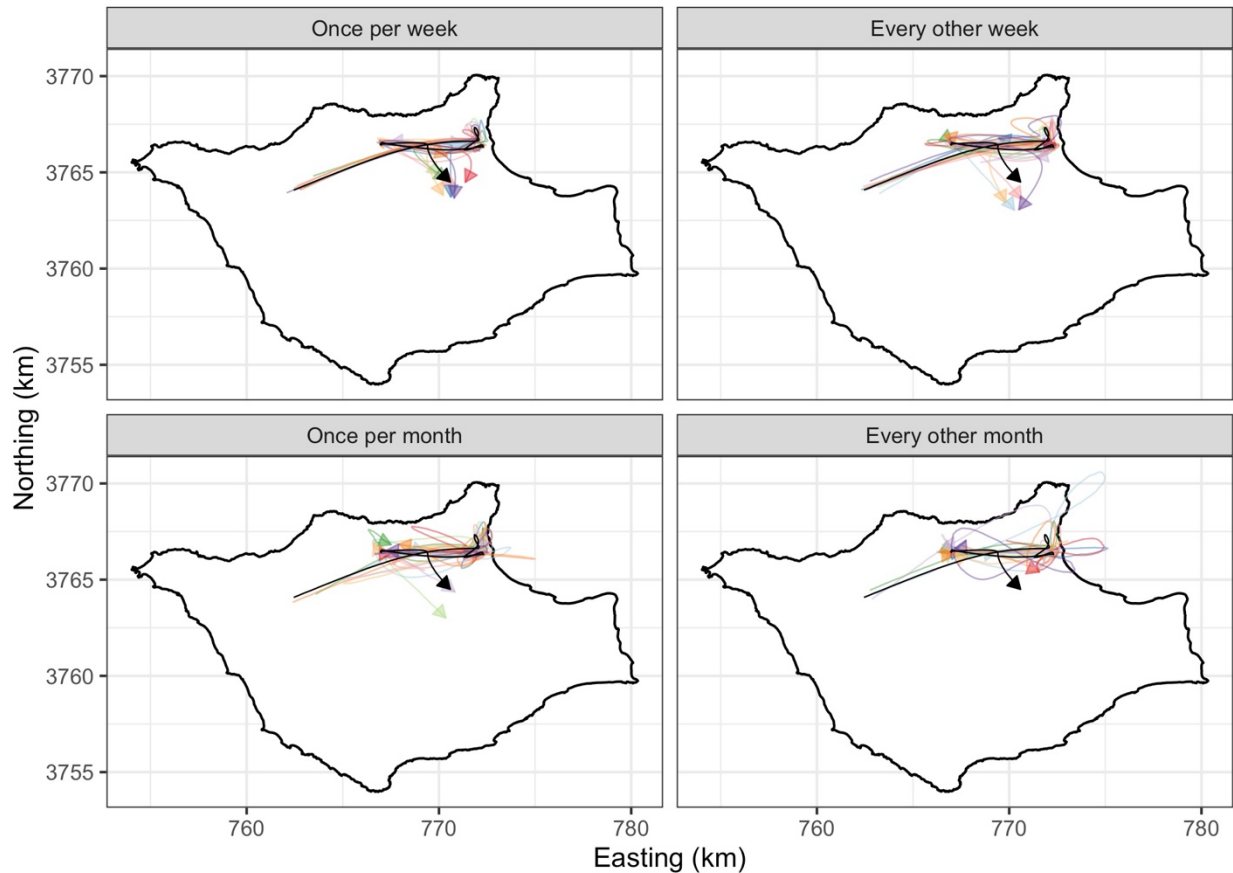 Once per week
Every other week
3770
3765
3760
3755
Once per month
Every other month
3770
3765
3760
3755
760
770
780
760
770
780
Easting (km)
Northing (km)